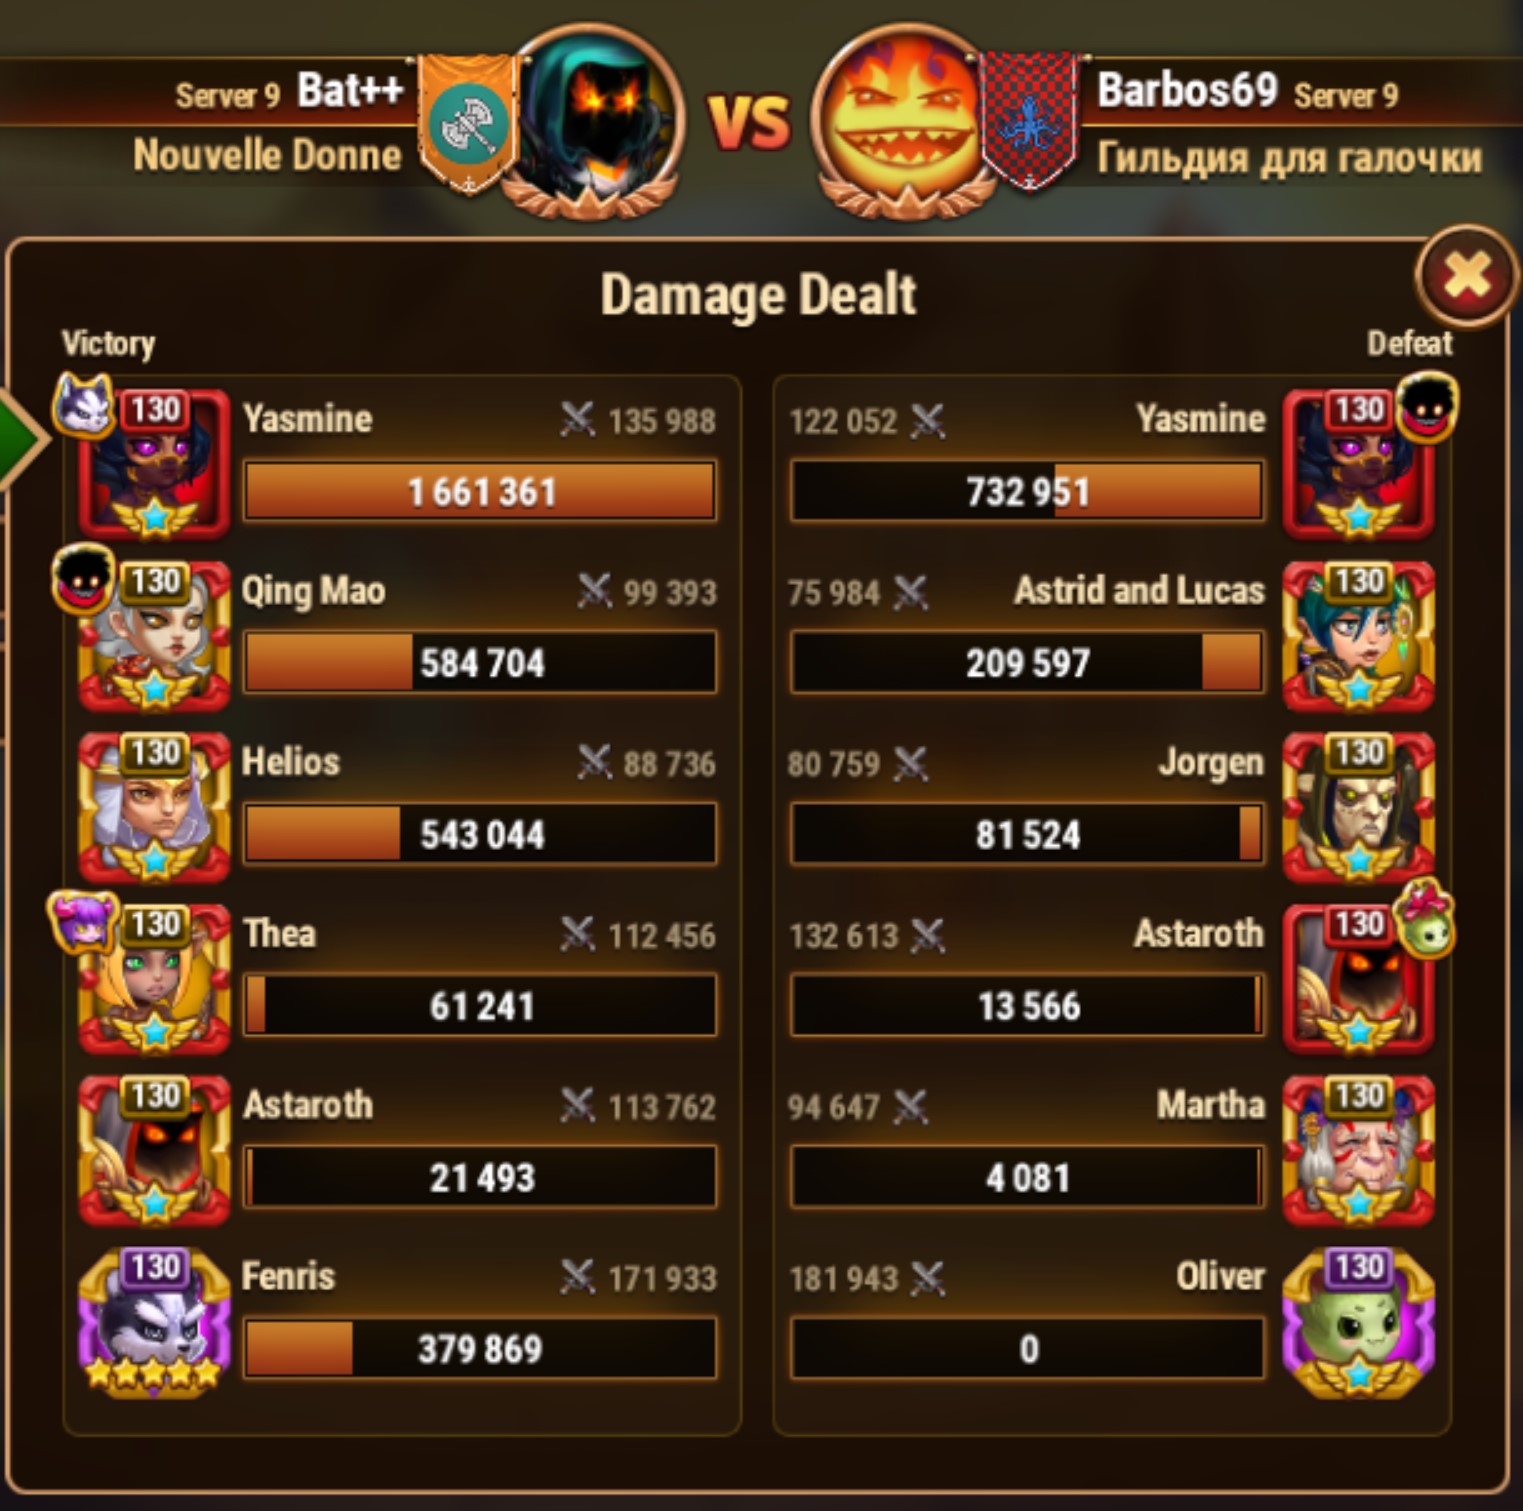 Server 9 Bat++
Nouvelle Donne
VS
Barbos69 Server 9
Гильдия для галочки
Damage Dealt
Victory
Defeat
130 Yasmine 135 988
1 661 361
122 052 Yasmine 130
732 951
130 Qing Mao 99 393
584 704
75 984 Astrid and Lucas 130
209 597
130 Helios 88 736
543 044
80 759 Jorgen 130
81 524
130 Thea 112 456
61 241
132 613 Astaroth 130
13 566
130 Astaroth 113 762
21 493
94 647 Martha 130
4 081
130 Fenris 171 933
379 869
181 943 Oliver 130
0